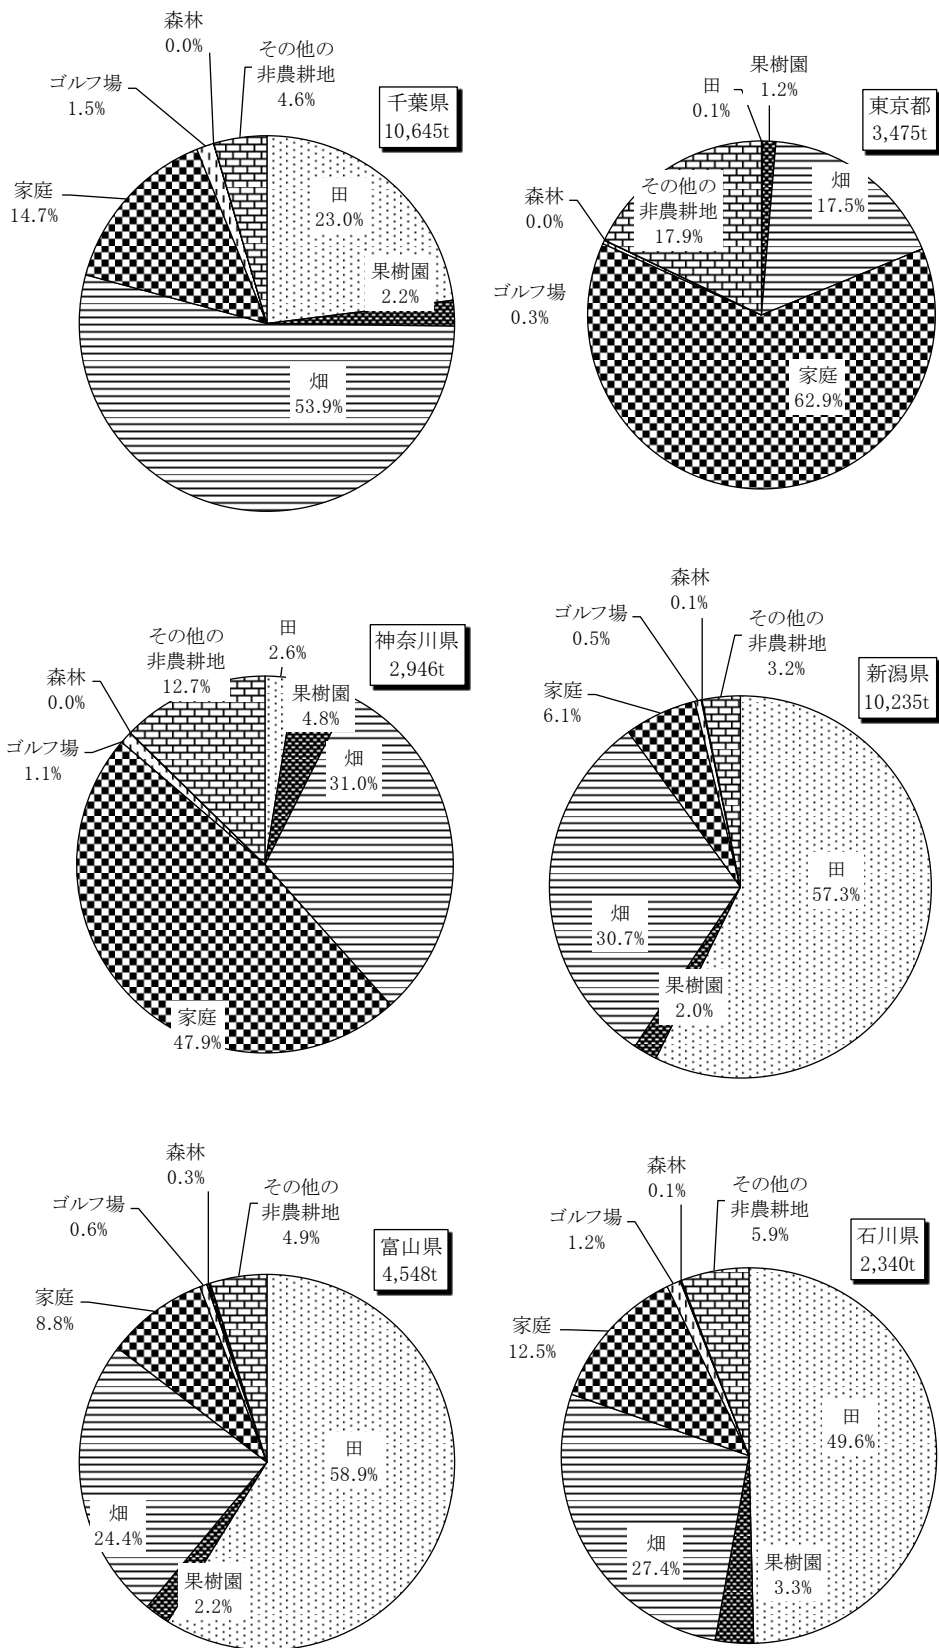 森林
0.0%
その他の
非農耕地
4.6%
ゴルフ場
1.5%
千葉県
10,645t
家庭
14.7%
田
23.0%
果樹園
2.2%
畑
53.9%
果樹園
1.2%
田
0.1%
東京都
3,475t
畑
17.5%
その他の
非農耕地
17.9%
森林
0.0%
ゴルフ場
0.3%
家庭
62.9%
田
2.6%
その他の
非農耕地
12.7%
神奈川県
2,946t
森林
0.0%
果樹園
4.8%
ゴルフ場
1.1%
畑
31.0%
家庭
47.9%
森林
0.1%
ゴルフ場
0.5%
その他の
非農耕地
3.2%
新潟県
10,235t
家庭
6.1%
田
57.3%
畑
30.7%
果樹園
2.0%
森林
0.3%
その他の
非農耕地
4.9%
ゴルフ場
0.6%
富山県
4,548t
家庭
8.8%
田
58.9%
畑
24.4%
果樹園
2.2%
森林
0.1%
その他の
非農耕地
5.9%
ゴルフ場
1.2%
石川県
2,340t
家庭
12.5%
田
49.6%
畑
27.4%
果樹園
3.3%